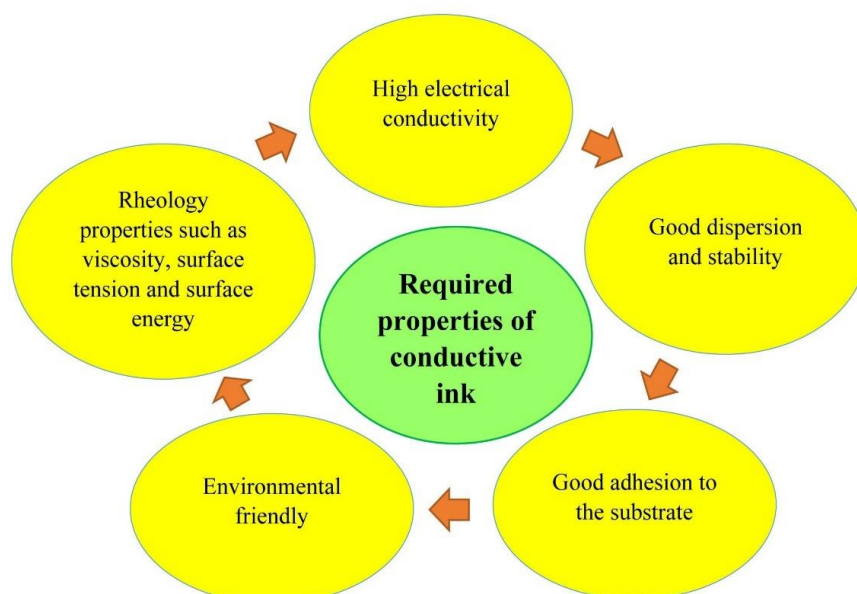 High electrical
conductivity
Good dispersion
and stability
Good adhesion to
the substrate
Environmental
friendly
Rheology
properties such as
viscosity, surface
tension and surface
energy
Required
properties of
conductive
ink